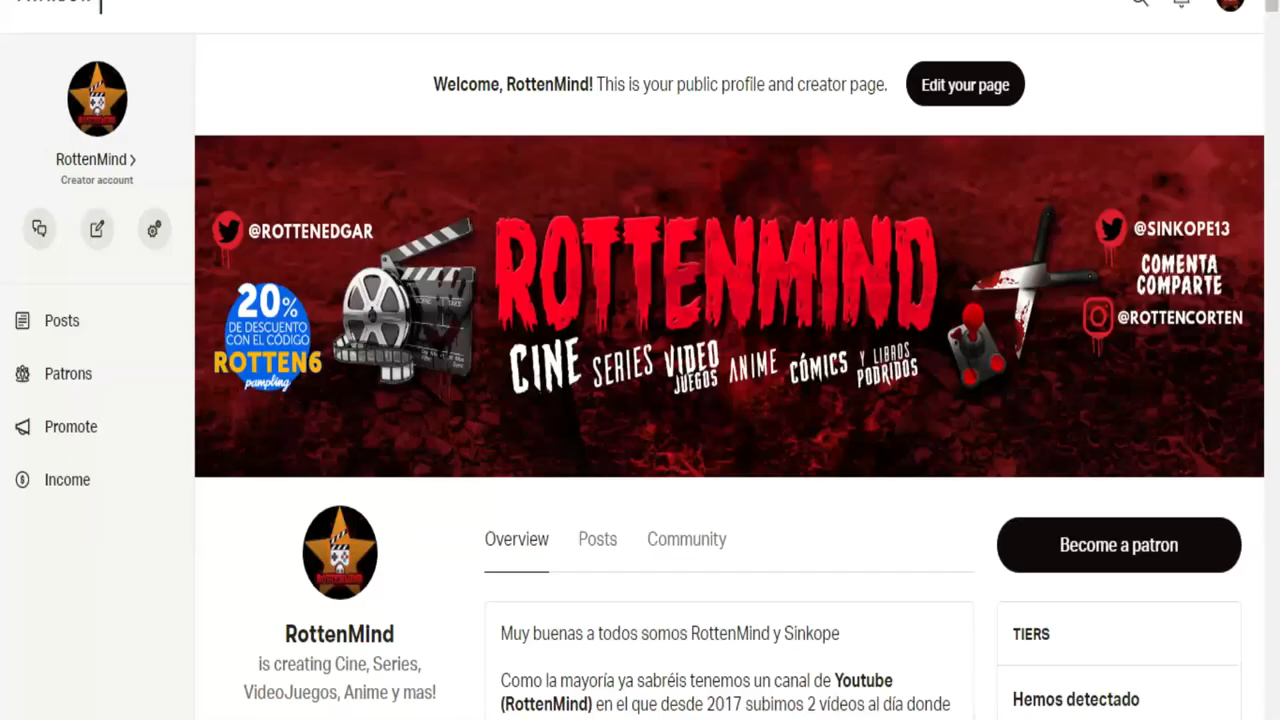 Welcome, RottenMind! This is your public profile and creator page.
Edit your page
RottenMind >
Creator account
Posts
Patrons
Promote
Income
@ROTTENEDGAR
20%
DE DESCUENTO
CON EL CÓDIGO
ROTTEN6
pampling
ROTTENMIND
CINE SERIES VIDEO JUEGOS ANIME CÓMICS Y LIBROS PODRIDOS
@SINKOPE13
COMENTA
COMPARTE
@ROTTENCORTEN
RottenMind
is creating Cine, Series,
VideoJuegos, Anime y mas!
Overview Posts Community
Muy buenas a todos somos RottenMind y Sinkope
Como la mayoría ya sabréis tenemos un canal de Youtube
(RottenMind) en el que desde 2017 subimos 2 vídeos al día donde
Become a patron
TIERS
Hemos detectado